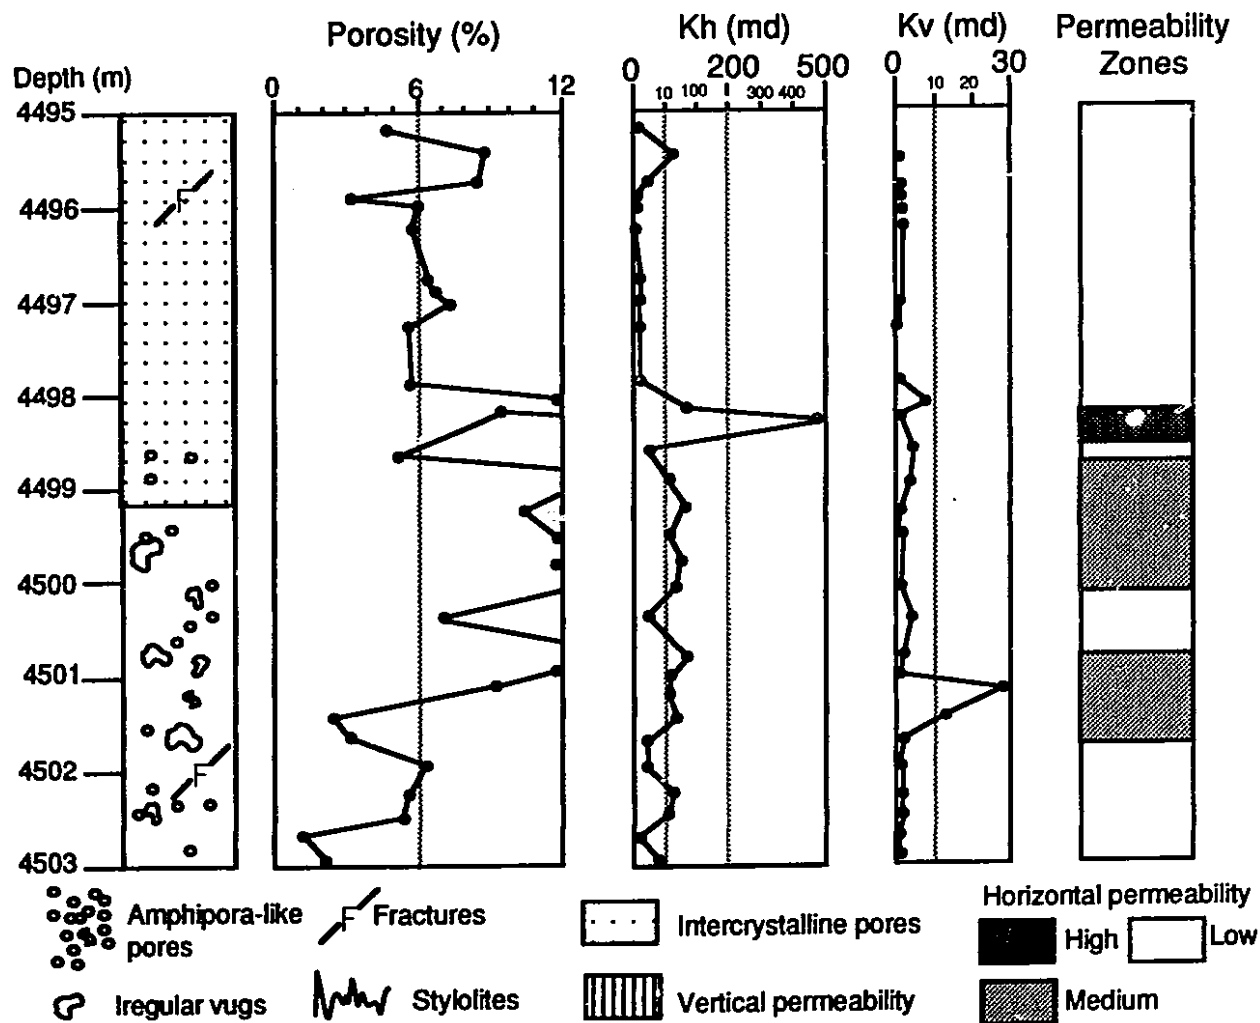 Porosity (%) Kh (md) Kv (md) Permeability
Zones
Depth (m)
0 6 12 0 200 500 0 30
10 100 300 400 10 20
4495
F
4496
4497
4498
4499
4500
4501
4502
F
4503
Amphipora-like
pores
F Fractures
Intercrystalline pores
Horizontal permeability
High Low
Irregular vugs
Stylolites
Vertical permeability
Medium